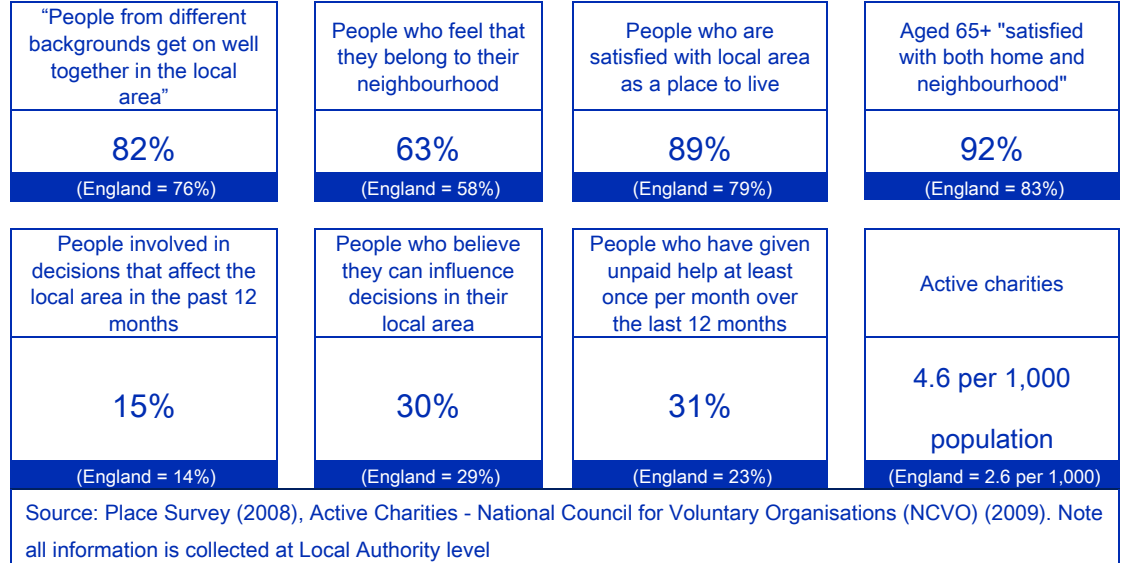 “People from different
backgrounds get on well
together in the local
area”
82%
(England = 76%)
People who feel that
they belong to their
neighbourhood
63%
(England = 58%)
People who are
satisfied with local area
as a place to live
89%
(England = 79%)
Aged 65+ "satisfied
with both home and
neighbourhood"
92%
(England = 83%)
People involved in
decisions that affect the
local area in the past 12
months
15%
(England = 14%)
People who believe
they can influence
decisions in their
local area
30%
(England = 29%)
People who have given
unpaid help at least
once per month over
the last 12 months
31%
(England = 23%)
Active charities
4.6 per 1,000
population
(England = 2.6 per 1,000)
Source: Place Survey (2008), Active Charities - National Council for Voluntary Organisations (NCVO) (2009). Note
all information is collected at Local Authority level